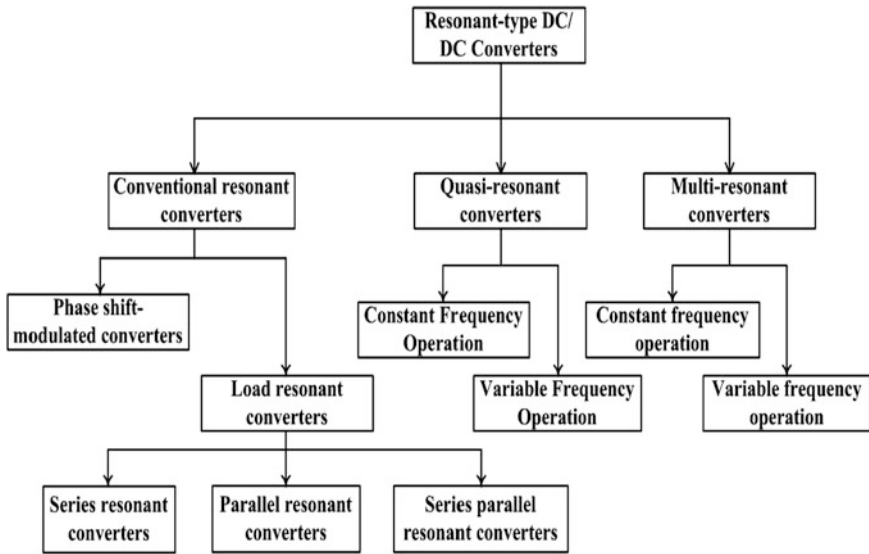 Resonant-type DC/
DC Converters
Conventional resonant
converters
Quasi-resonant
converters
Multi-resonant
converters
Phase shift-
modulated converters
Constant Frequency
Operation
Constant frequency
operation
Load resonant
converters
Variable Frequency
Operation
Variable frequency
operation
Series resonant
converters
Parallel resonant
converters
Series parallel
resonant converters